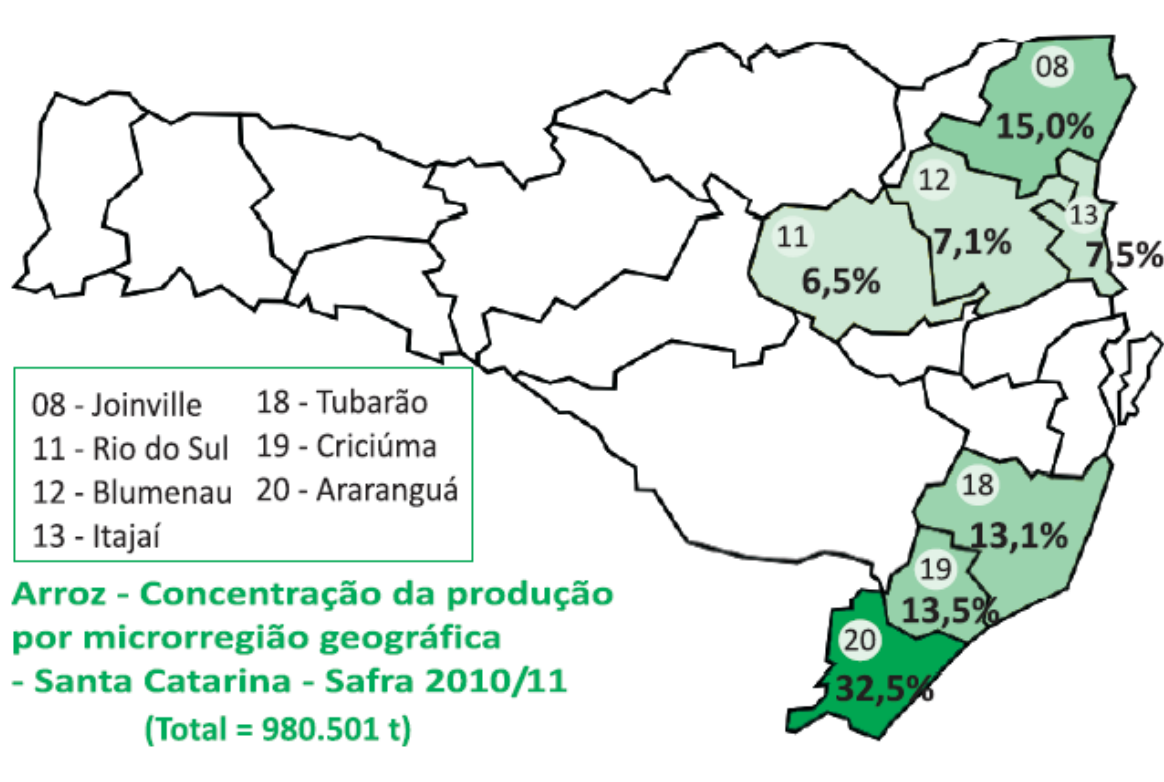 08
15,0%
12
13
11
7,1%
7,5%
6,5%
08 - Joinville
11 - Rio do Sul
12 - Blumenau
13 - Itajaí
18 - Tubarão
19 - Criciúma
20 - Araranguá
18
13,1%
19
13,5%
20
32,5%
Arroz - Concentração da produção
por microrregião geográfica
- Santa Catarina - Safra 2010/11
(Total = 980.501 t)